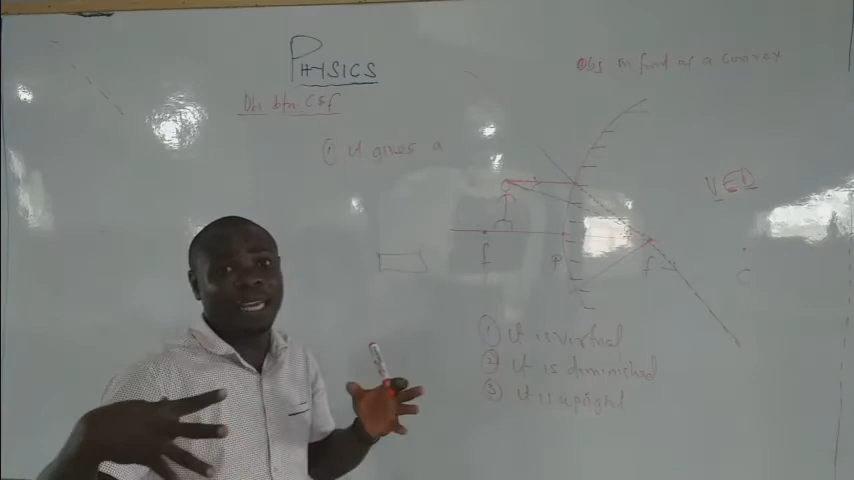 PHYSICS
Obs in front of a convex
Obs btn C & f
① it gives a
VED
f
P
f
C
① it is virtual
② it is diminished
③ it is upright